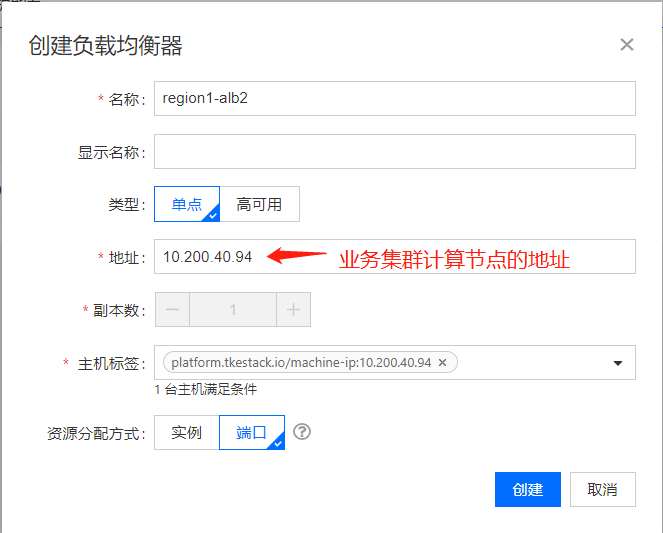 创建负载均衡器
* 名称: region1-alb2
显示名称:
类型: 单点 高可用
* 地址: 10.200.40.94 业务集群计算节点的地址
* 副本数: 1
* 主机标签: platform.tkestack.io/machine-ip:10.200.40.94
1 台主机满足条件
资源分配方式: 实例 端口
创建 取消